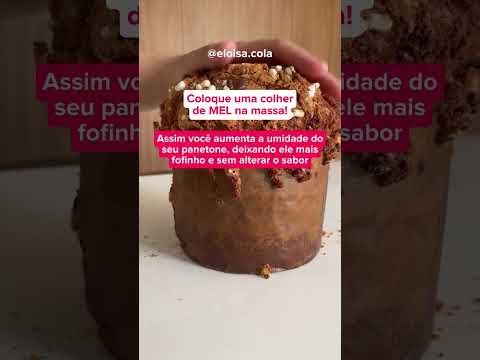 @eloisa.cola
Coloque uma colher
de MEL na massa!
Assim você aumenta a umidade do
seu panetone, deixando ele mais
fofinho e sem alterar o sabor